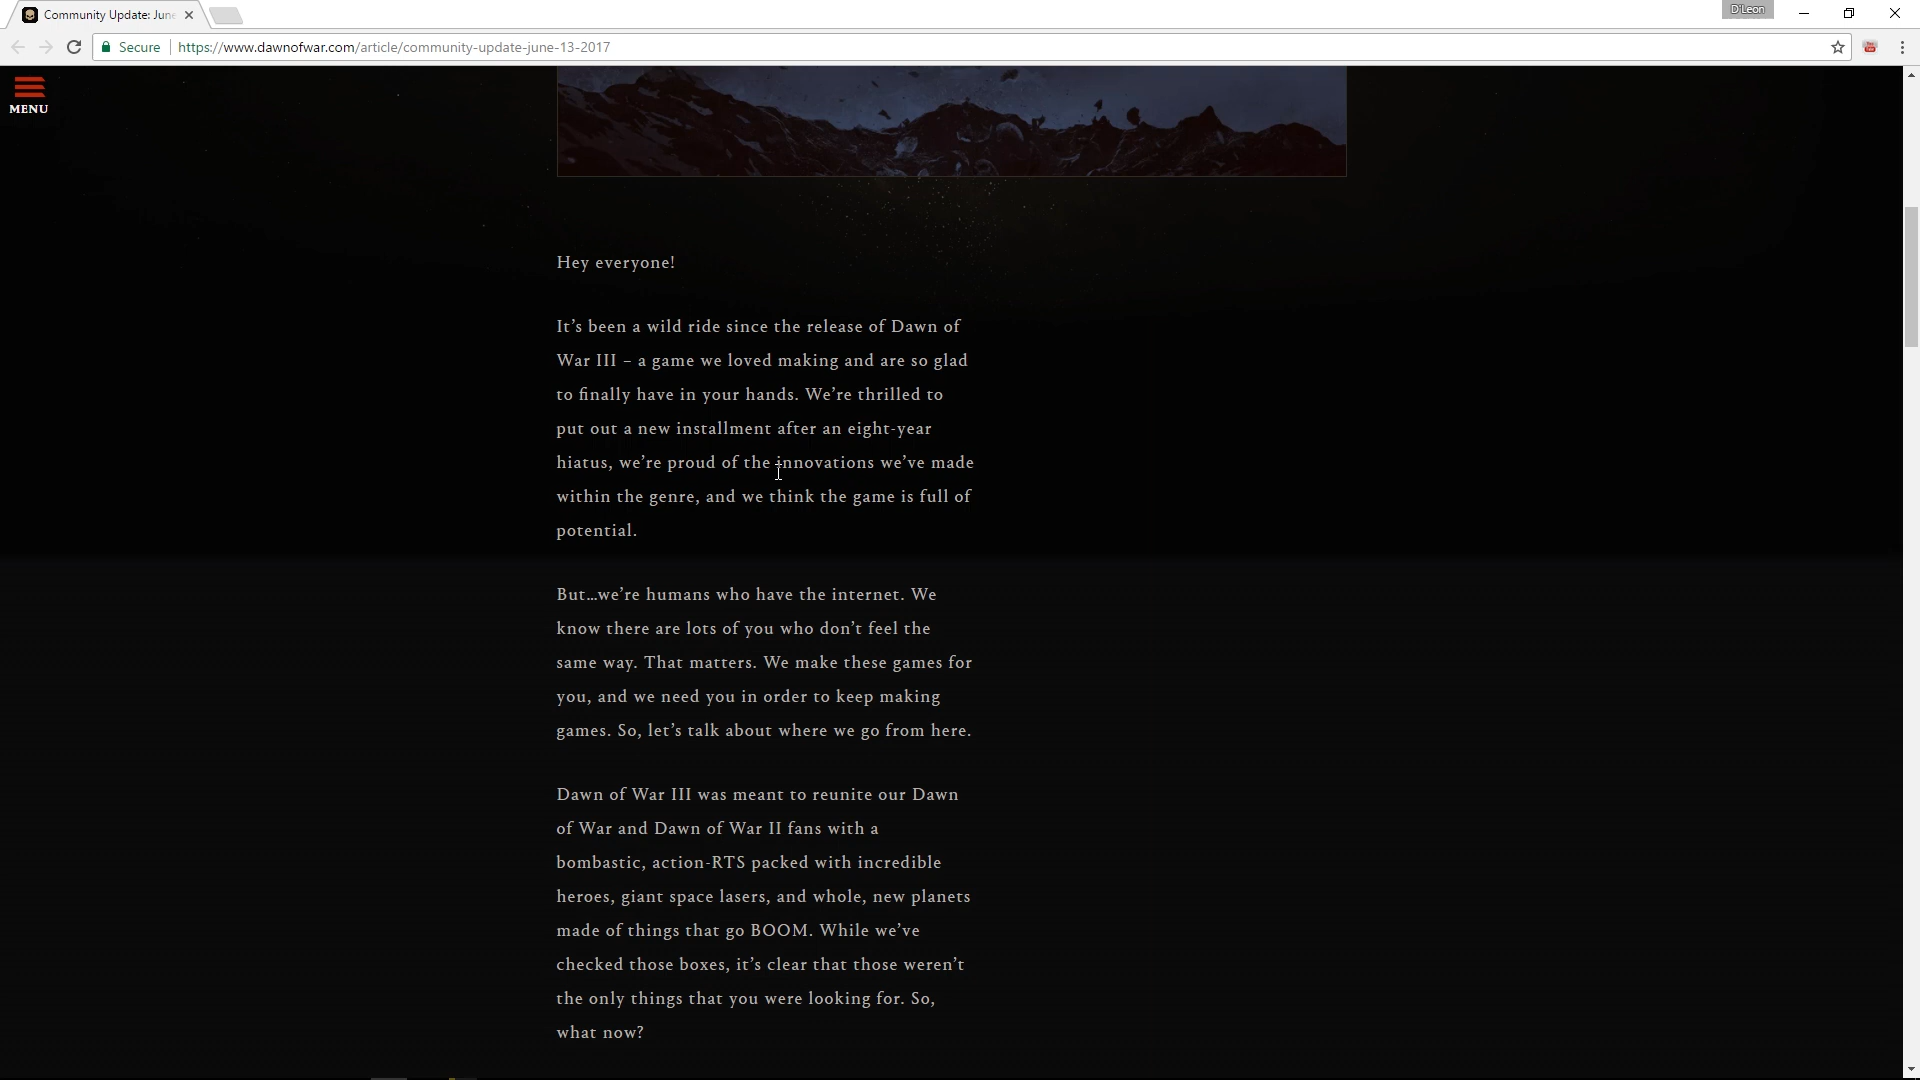 Community Update: June
D'Leon
Secure
https://www.dawnofwar.com/article/community-update-june-13-2017
MENU
Hey everyone!
It’s been a wild ride since the release of Dawn of
War III – a game we loved making and are so glad
to finally have in your hands. We’re thrilled to
put out a new installment after an eight-year
hiatus, we’re proud of the innovations we’ve made
within the genre, and we think the game is full of
potential.
But…we’re humans who have the internet. We
know there are lots of you who don’t feel the
same way. That matters. We make these games for
you, and we need you in order to keep making
games. So, let’s talk about where we go from here.
Dawn of War III was meant to reunite our Dawn
of War and Dawn of War II fans with a
bombastic, action-RTS packed with incredible
heroes, giant space lasers, and whole, new planets
made of things that go BOOM. While we’ve
checked those boxes, it’s clear that those weren’t
the only things that you were looking for. So,
what now?